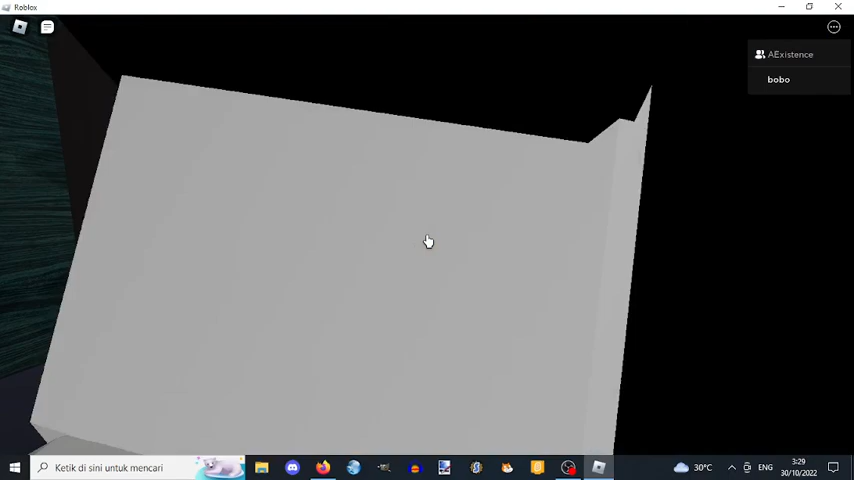 Roblox
AExistence
bobo
Ketik di sini untuk mencari
30°C
ENG
3:29
30/10/2022